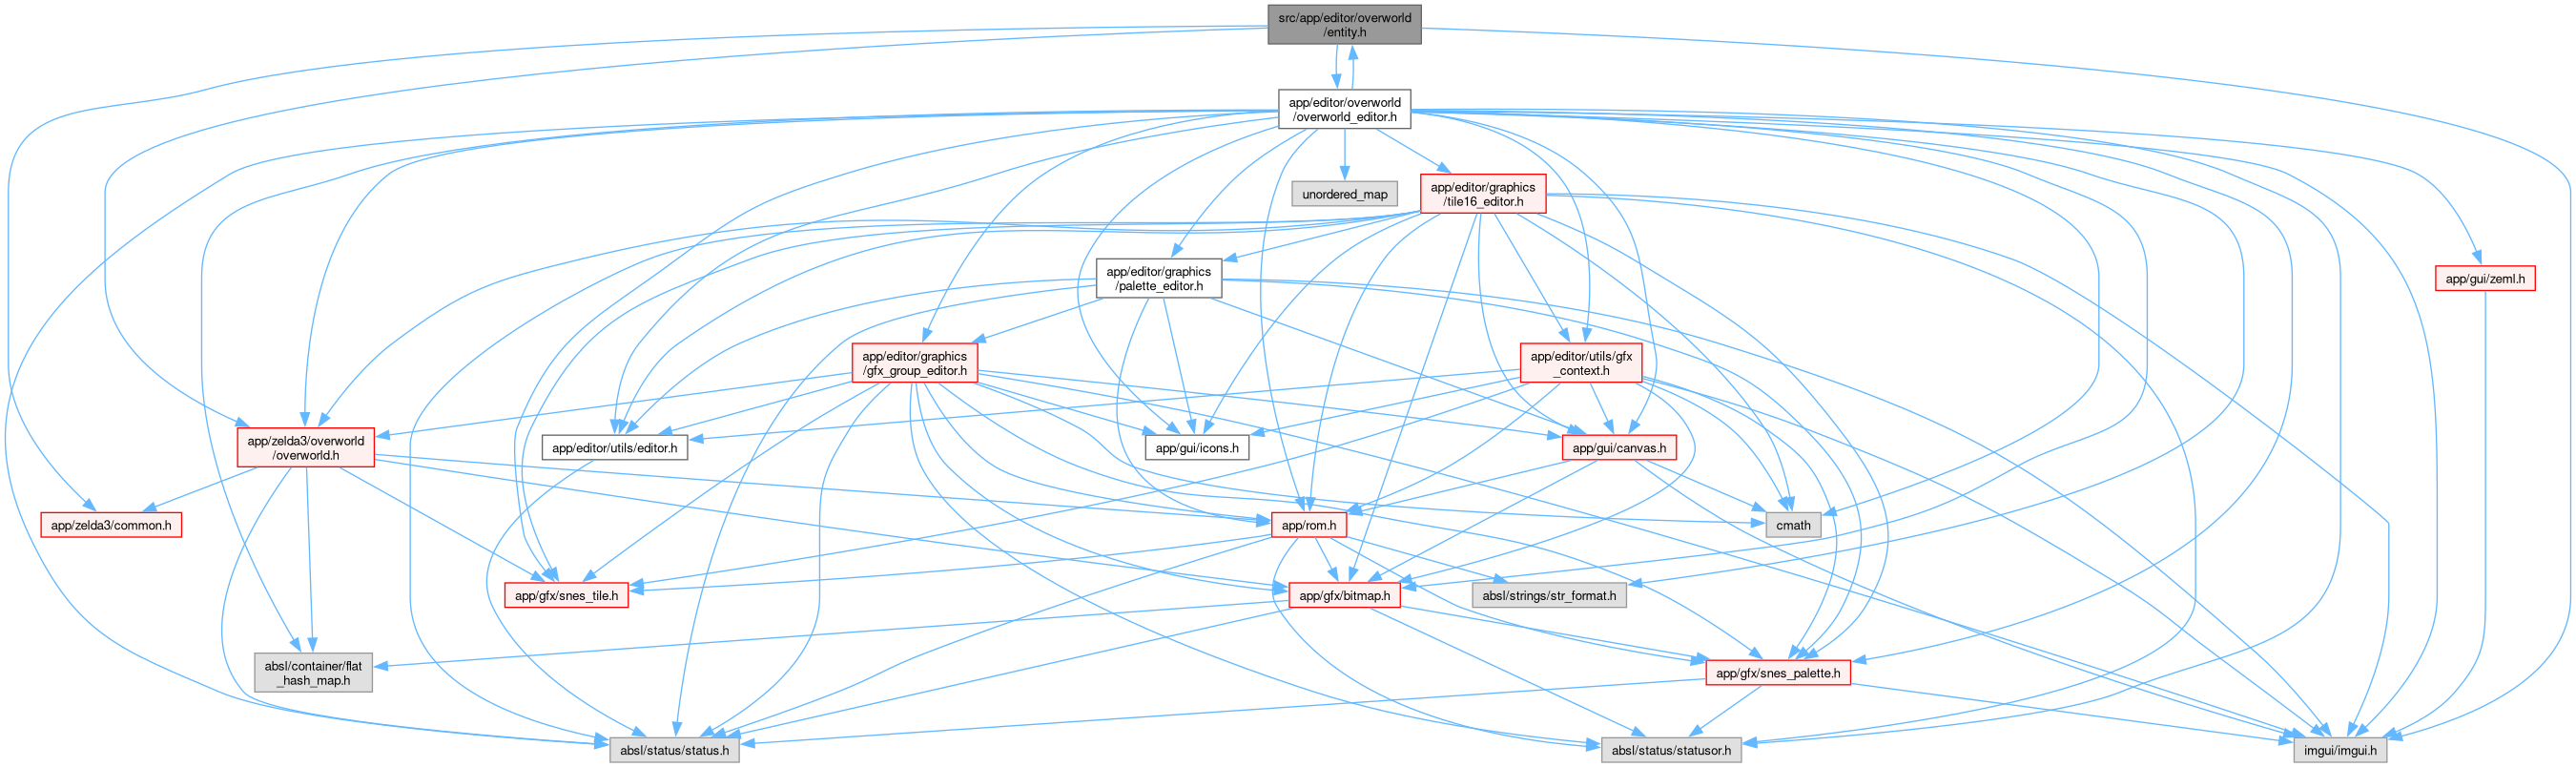 src/app/editor/overworld
/entity.h
app/editor/overworld
/overworld_editor.h
unordered_map
app/editor/graphics
/tile16_editor.h
app/editor/graphics
/palette_editor.h
app/gui/zeml.h
app/editor/graphics
/gfx_group_editor.h
app/editor/utils/gfx
_context.h
app/zelda3/overworld
/overworld.h
app/editor/utils/editor.h
app/gui/icons.h
app/gui/canvas.h
app/zelda3/common.h
app/rom.h
cmath
app/gfx/snes_tile.h
app/gfx/bitmap.h
absl/strings/str_format.h
absl/container/flat
_hash_map.h
app/gfx/snes_palette.h
absl/status/status.h
absl/status/statusor.h
imgui/imgui.h